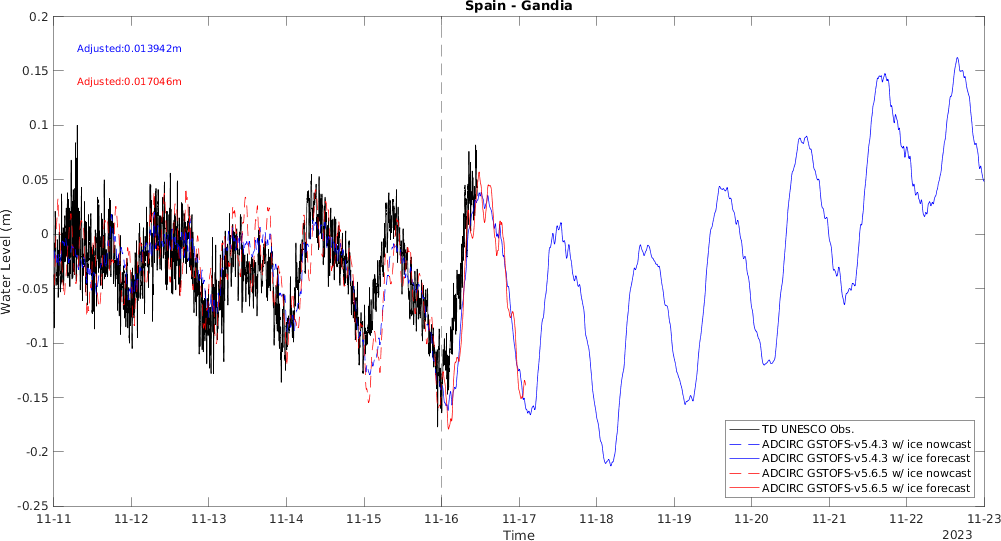 Spain - Gandia
0.2
0.15
0.1
0.05
0
-0.05
-0.1
-0.15
-0.2
-0.25
Water Level (m)
Adjusted:0.013942m
Adjusted:0.017046m
TD UNESCO Obs.
ADCIRC GSTOFS-v5.4.3 w/ ice nowcast
ADCIRC GSTOFS-v5.4.3 w/ ice forecast
ADCIRC GSTOFS-v5.6.5 w/ ice nowcast
ADCIRC GSTOFS-v5.6.5 w/ ice forecast
11-11 11-12 11-13 11-14 11-15 11-16 11-17 11-18 11-19 11-20 11-21 11-22 11-23
Time
2023